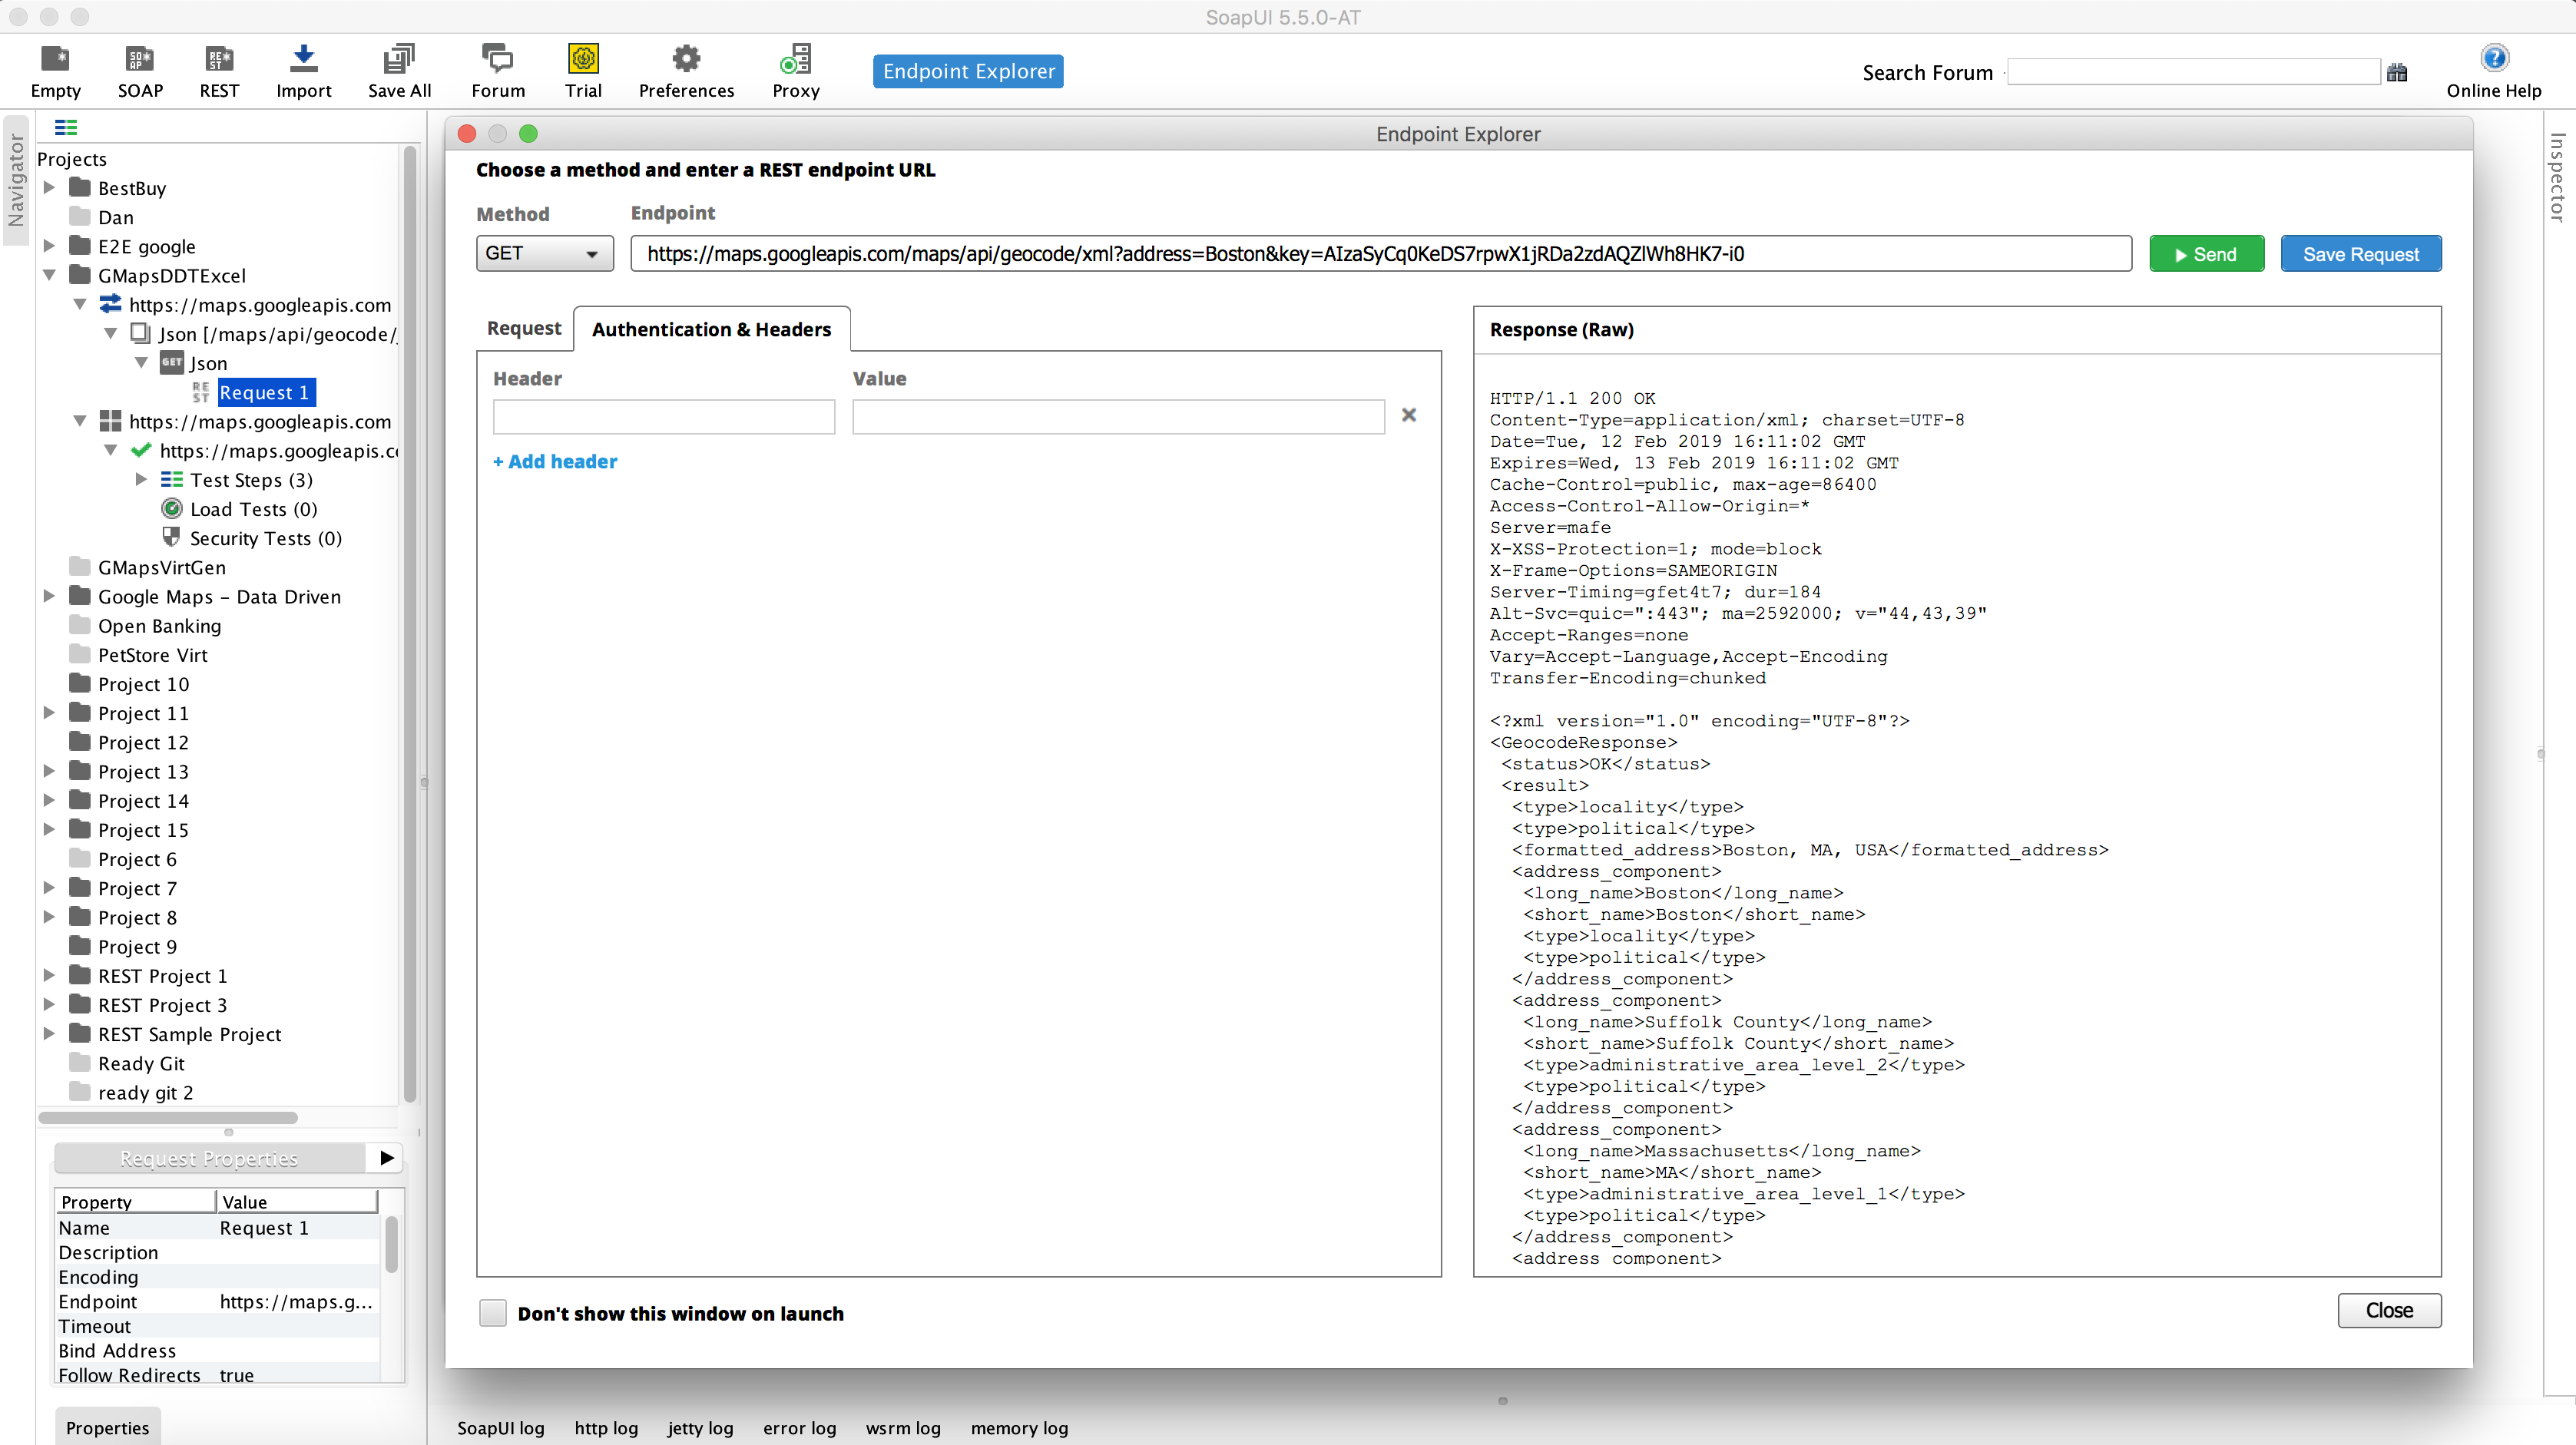 SoapUI 5.5.0-AT
Empty
SOAP
REST
Import
Save All
Forum
Trial
Preferences
Proxy
Endpoint Explorer
Search Forum
Online Help
Navigator
Projects
BestBuy
Dan
E2E google
GMapsDDTExcel
https://maps.googleapis.com
Json [/maps/api/geocode/
GET Json
REST Request 1
https://maps.googleapis.com
https://maps.googleapis.c
Test Steps (3)
Load Tests (0)
Security Tests (0)
GMapsVirtGen
Google Maps - Data Driven
Open Banking
PetStore Virt
Project 10
Project 11
Project 12
Project 13
Project 14
Project 15
Project 6
Project 7
Project 8
Project 9
REST Project 1
REST Project 3
REST Sample Project
Ready Git
ready git 2
Request Properties
Property Value
Name Request 1
Description
Encoding
Endpoint https://maps.g...
Timeout
Bind Address
Follow Redirects true
Properties
Endpoint Explorer
Choose a method and enter a REST endpoint URL
Method Endpoint
GET https://maps.googleapis.com/maps/api/geocode/xml?address=Boston&key=AIzaSyCq0KeDS7rpwX1jRDa2zdAQZlWh8HK7-i0 Send Save Request
Request Authentication & Headers
Header Value
+ Add header
Response (Raw)
HTTP/1.1 200 OK
Content-Type=application/xml; charset=UTF-8
Date=Tue, 12 Feb 2019 16:11:02 GMT
Expires=Wed, 13 Feb 2019 16:11:02 GMT
Cache-Control=public, max-age=86400
Access-Control-Allow-Origin=*
Server=mafe
X-XSS-Protection=1; mode=block
X-Frame-Options=SAMEORIGIN
Server-Timing=gfet4t7; dur=184
Alt-Svc=quic=":443"; ma=2592000; v="44,43,39"
Accept-Ranges=none
Vary=Accept-Language,Accept-Encoding
Transfer-Encoding=chunked
<?xml version="1.0" encoding="UTF-8"?>
<GeocodeResponse>
<status>OK</status>
<result>
<type>locality</type>
<type>political</type>
<formatted_address>Boston, MA, USA</formatted_address>
<address_component>
<long_name>Boston</long_name>
<short_name>Boston</short_name>
<type>locality</type>
<type>political</type>
</address_component>
<address_component>
<long_name>Suffolk County</long_name>
<short_name>Suffolk County</short_name>
<type>administrative_area_level_2</type>
<type>political</type>
</address_component>
<address_component>
<long_name>Massachusetts</long_name>
<short_name>MA</short_name>
<type>administrative_area_level_1</type>
<type>political</type>
</address_component>
<address_component>
Don't show this window on launch
Close
SoapUI log http log jetty log error log wsrm log memory log
Inspector